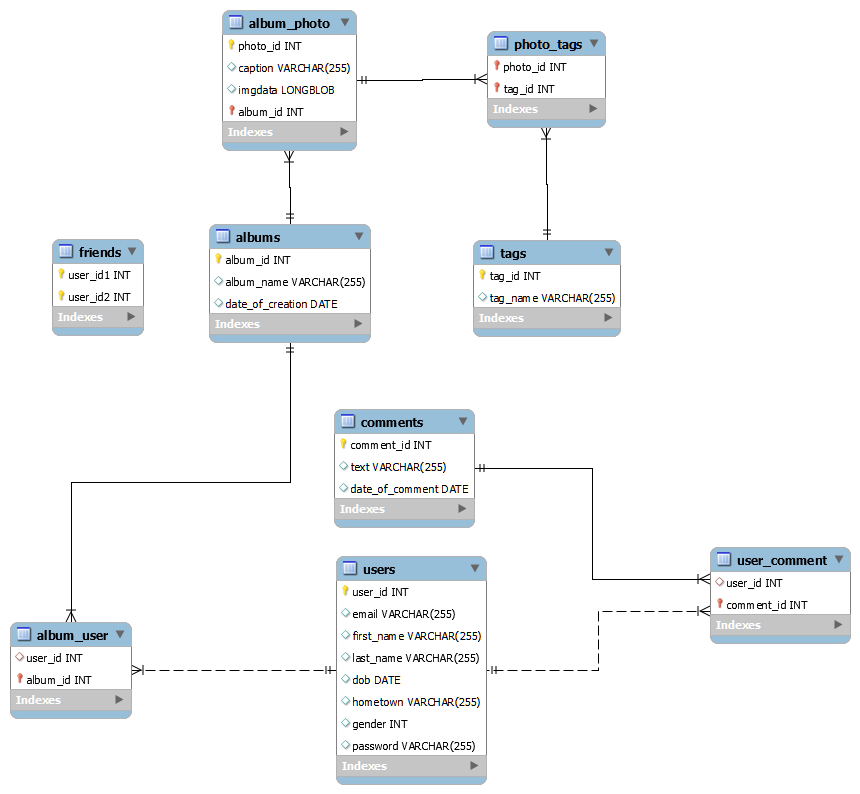 album_photo
photo_id INT
caption VARCHAR(255)
imgdata LONGBLOB
album_id INT
Indexes
photo_tags
photo_id INT
tag_id INT
Indexes
friends
user_id1 INT
user_id2 INT
Indexes
albums
album_id INT
album_name VARCHAR(255)
date_of_creation DATE
Indexes
tags
tag_id INT
tag_name VARCHAR(255)
Indexes
comments
comment_id INT
text VARCHAR(255)
date_of_comment DATE
Indexes
users
user_id INT
email VARCHAR(255)
first_name VARCHAR(255)
last_name VARCHAR(255)
dob DATE
hometown VARCHAR(255)
gender INT
password VARCHAR(255)
Indexes
user_comment
user_id INT
comment_id INT
Indexes
album_user
user_id INT
album_id INT
Indexes